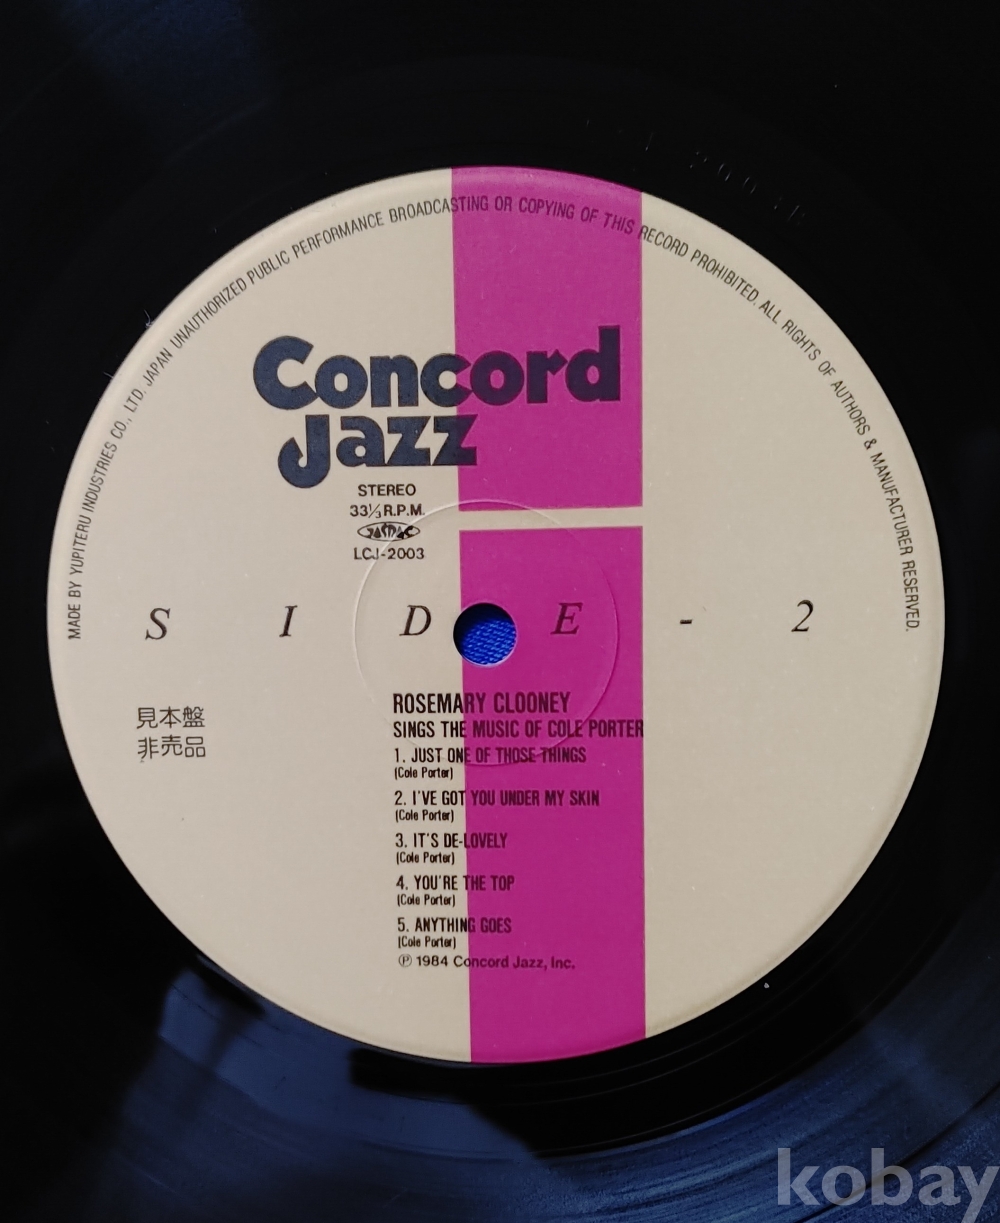 MADE BY YUPITERU INDUSTRIES CO., LTD. JAPAN UNAUTHORIZED PUBLIC PERFORMANCE BROADCASTING OR COPYING OF THIS RECORD PROHIBITED. ALL RIGHTS OF AUTHORS & MANUFACTURER RESERVED.
Concord
Jazz
STEREO
33⅓ R.P.M.
JASRAC
LCJ-2003
SIDE-2
見本盤
非売品
ROSEMARY CLOONEY
SINGS THE MUSIC OF COLE PORTER
1. JUST ONE OF THOSE THINGS
(Cole Porter)
2. I'VE GOT YOU UNDER MY SKIN
(Cole Porter)
3. IT'S DE-LOVELY
(Cole Porter)
4. YOU'RE THE TOP
(Cole Porter)
5. ANYTHING GOES
(Cole Porter)
℗ 1984 Concord Jazz, Inc.
kobay